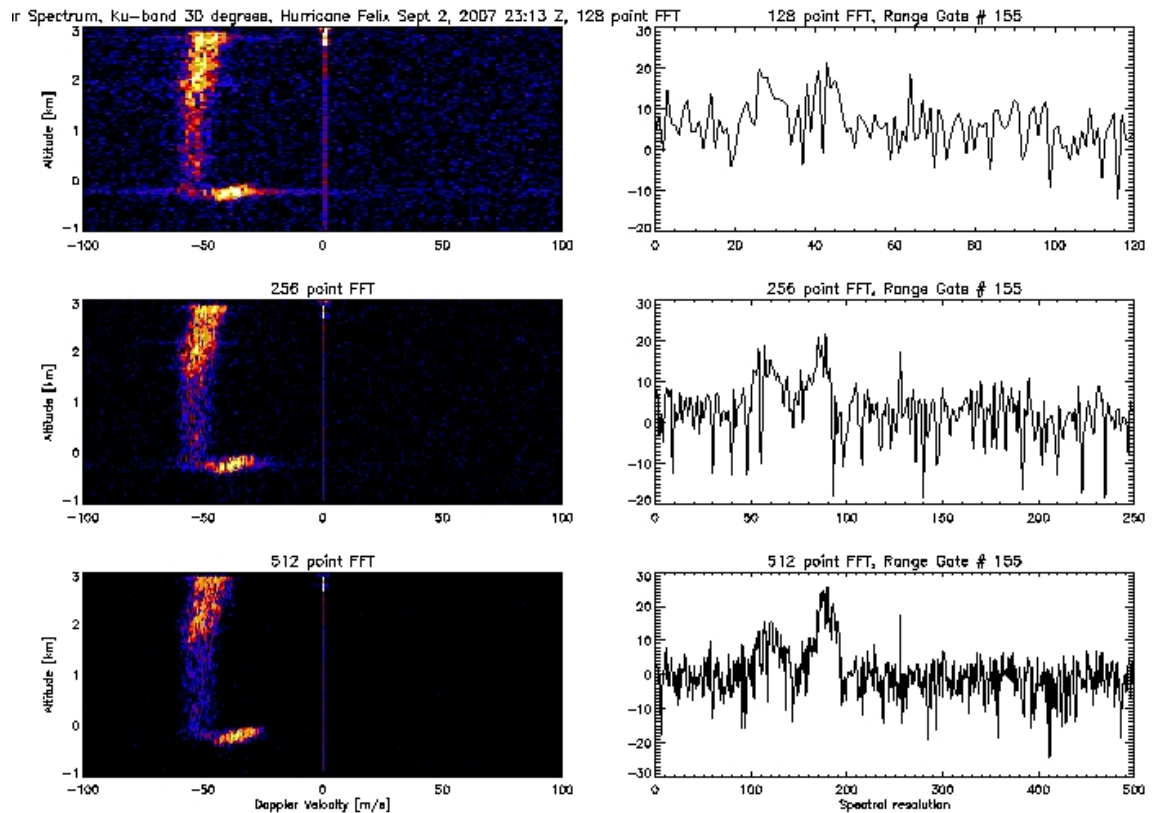 r Spectrum, Ku-band 30 degrees, Hurricane Felix Sept 2, 2007 23:13 Z, 128 point FFT
128 point FFT, Range Gate # 155
3
2
1
0
-1
Altitude [km]
-100 -50 0 50 100
30
20
10
0
-10
-20
0 20 40 60 80 100 120
256 point FFT
256 point FFT, Range Gate # 155
3
2
1
0
-1
Altitude [km]
-100 -50 0 50 100
30
20
10
0
-10
-20
0 50 100 150 200 250
512 point FFT
512 point FFT, Range Gate # 155
3
2
1
0
-1
Altitude [km]
-100 -50 0 50 100
Doppler Velocity [m/s]
30
20
10
0
-10
-20
-30
0 100 200 300 400 500
Spectral resolution